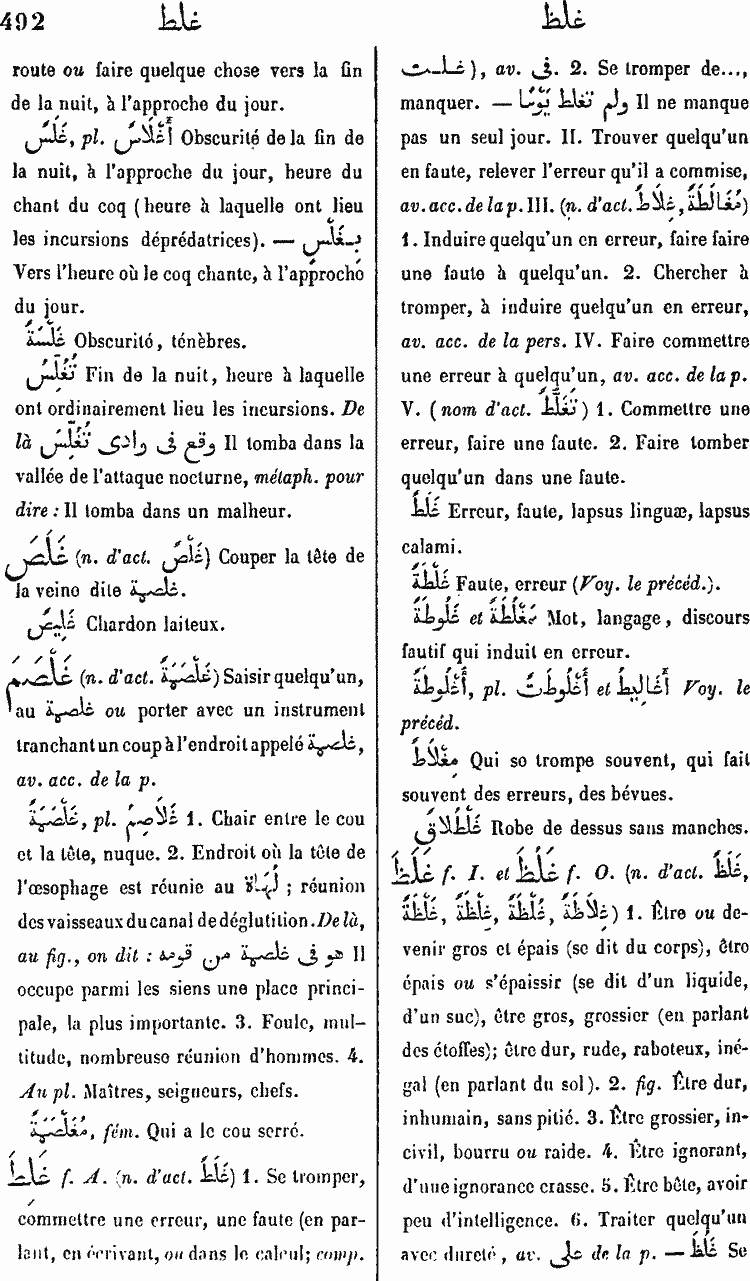 492 غلط غلظ
route ou faire quelque chose vers la fin
de la nuit, à l'approche du jour.
غَلَسٌ, pl. أَغْلَاسٌ Obscurité de la fin de
la nuit, à l'approche du jour, heure du
chant du coq (heure à laquelle ont lieu
les incursions déprédatrices). — بِغَلَسٍ
Vers l'heure où le coq chante, à l'approche
du jour.
غَلْسَةٌ Obscurité, ténèbres.
تُغُلِّسُ Fin de la nuit, heure à laquelle
ont ordinairement lieu les incursions. De
là وقع فى وادى تُغُلِّسَ Il tomba dans la
vallée de l'attaque nocturne, métaph. pour
dire : Il tomba dans un malheur.
غَلَصَ (n. d'act. غَلْصٌ) Couper la tête de
la veine dite غلصمة.
غَلِيصٌ Chardon laiteux.
غَلْصَمَ (n. d'act. غَلْصَمَةٌ) Saisir quelqu'un,
au غلصمة ou porter avec un instrument
tranchant un coup à l'endroit appelé غلصمة,
av. acc. de la p.
غَلْصَمَةٌ, pl. غَلَاصِمُ 1. Chair entre le cou
et la tête, nuque. 2. Endroit où la tête de
l'œsophage est réunie au لَهَاة ; réunion
des vaisseaux du canal de déglutition. De là,
au fig., on dit : هو فى غلصمة من قومه Il
occupe parmi les siens une place princi-
pale, la plus importante. 3. Foule, mul-
titude, nombreuse réunion d'hommes. 4.
Au pl. Maîtres, seigneurs, chefs.
مُغَلْصَمَةٌ, fém. Qui a le cou serré.
غَلِطَ f. A. (n. d'act. غَلَطٌ) 1. Se tromper,
commettre une erreur, une faute (en par-
lant, en écrivant, ou dans le calcul; comp.
غلت), av. فى. 2. Se tromper de...,
manquer. — ولم تغلط يَوْمًا Il ne manque
pas un seul jour. II. Trouver quelqu'un
en faute, relever l'erreur qu'il a commise,
av. acc. de la p. III. (n. d'act. غِلَاطٌ, مُغَالَطَةٌ)
1. Induire quelqu'un en erreur, faire faire
une faute à quelqu'un. 2. Chercher à
tromper, à induire quelqu'un en erreur,
av. acc. de la pers. IV. Faire commettre
une erreur à quelqu'un, av. acc. de la p.
V. (nom d'act. تَغَلُّطٌ) 1. Commettre une
erreur, faire une faute. 2. Faire tomber
quelqu'un dans une faute.
غَلَطٌ Erreur, faute, lapsus linguæ, lapsus
calami.
غَلْطَةٌ Faute, erreur (Voy. le précéd.).
غَلُوطَةٌ et مَغْلَطَةٌ Mot, langage, discours
fautif qui induit en erreur.
أُغْلُوطَةٌ, pl. أُغْلُوطَاتٌ et أَغَالِيطُ Voy. le
précéd.
مِغْلَاطٌ Qui se trompe souvent, qui fait
souvent des erreurs, des bévues.
غَلْطَلَاقٌ Robe de dessus sans manches.
غَلَظَ f. I. et غَلُظَ f. O. (n. d'act. غِلَظٌ,
غِلَاظَةٌ, غُلْظَةٌ, غِلْظَةٌ, غَلْظَةٌ) 1. Être ou de-
venir gros et épais (se dit du corps), être
épais ou s'épaissir (se dit d'un liquide,
d'un suc), être gros, grossier (en parlant
des étoffes); être dur, rude, raboteux, iné-
gal (en parlant du sol). 2. fig. Être dur,
inhumain, sans pitié. 3. Être grossier, in-
civil, bourru ou raide. 4. Être ignorant,
d'une ignorance crasse. 5. Être bête, avoir
peu d'intelligence. 6. Traiter quelqu'un
avec dureté, av. على de la p. — غَلُظَ Se